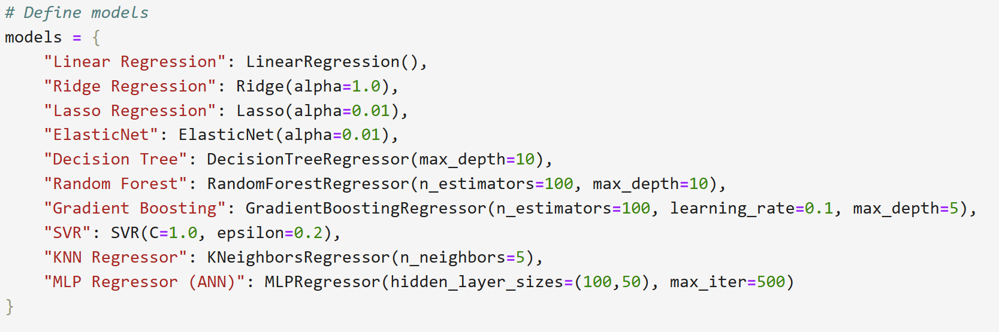 # Define models
models = {
    "Linear Regression": LinearRegression(),
    "Ridge Regression": Ridge(alpha=1.0),
    "Lasso Regression": Lasso(alpha=0.01),
    "ElasticNet": ElasticNet(alpha=0.01),
    "Decision Tree": DecisionTreeRegressor(max_depth=10),
    "Random Forest": RandomForestRegressor(n_estimators=100, max_depth=10),
    "Gradient Boosting": GradientBoostingRegressor(n_estimators=100, learning_rate=0.1, max_depth=5),
    "SVR": SVR(C=1.0, epsilon=0.2),
    "KNN Regressor": KNeighborsRegressor(n_neighbors=5),
    "MLP Regressor (ANN)": MLPRegressor(hidden_layer_sizes=(100,50), max_iter=500)
}